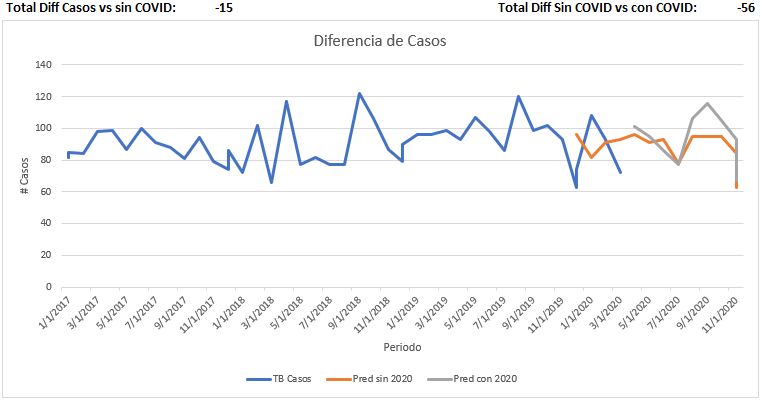 Total Diff Casos vs sin COVID: -15 Total Diff Sin COVID vs con COVID: -56
Diferencia de Casos
140
120
100
80
60
40
20
0
# Casos
1/1/2017 3/1/2017 5/1/2017 7/1/2017 9/1/2017 11/1/2017 1/1/2018 3/1/2018 5/1/2018 7/1/2018 9/1/2018 11/1/2018 1/1/2019 3/1/2019 5/1/2019 7/1/2019 9/1/2019 11/1/2019 1/1/2020 3/1/2020 5/1/2020 7/1/2020 9/1/2020 11/1/2020
Periodo
TB Casos Pred sin 2020 Pred con 2020